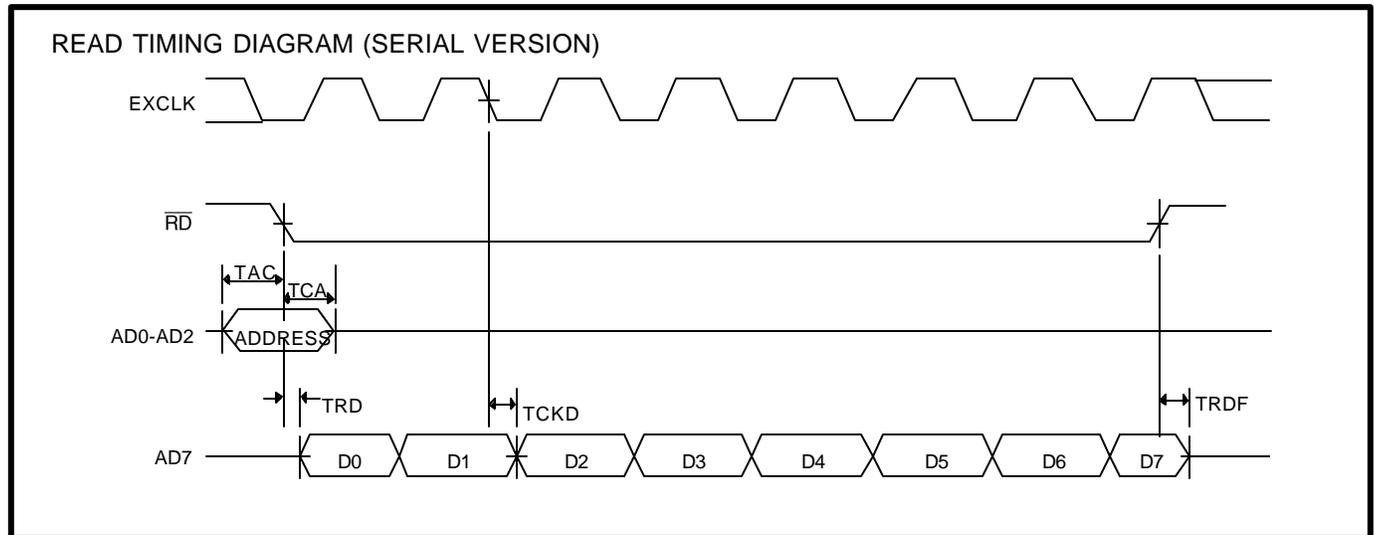 READ TIMING DIAGRAM (SERIAL VERSION)
EXCLK
RD
TAC
TCA
AD0-AD2
ADDRESS
TRD
TCKD
TRDF
AD7
D0 D1 D2 D3 D4 D5 D6 D7